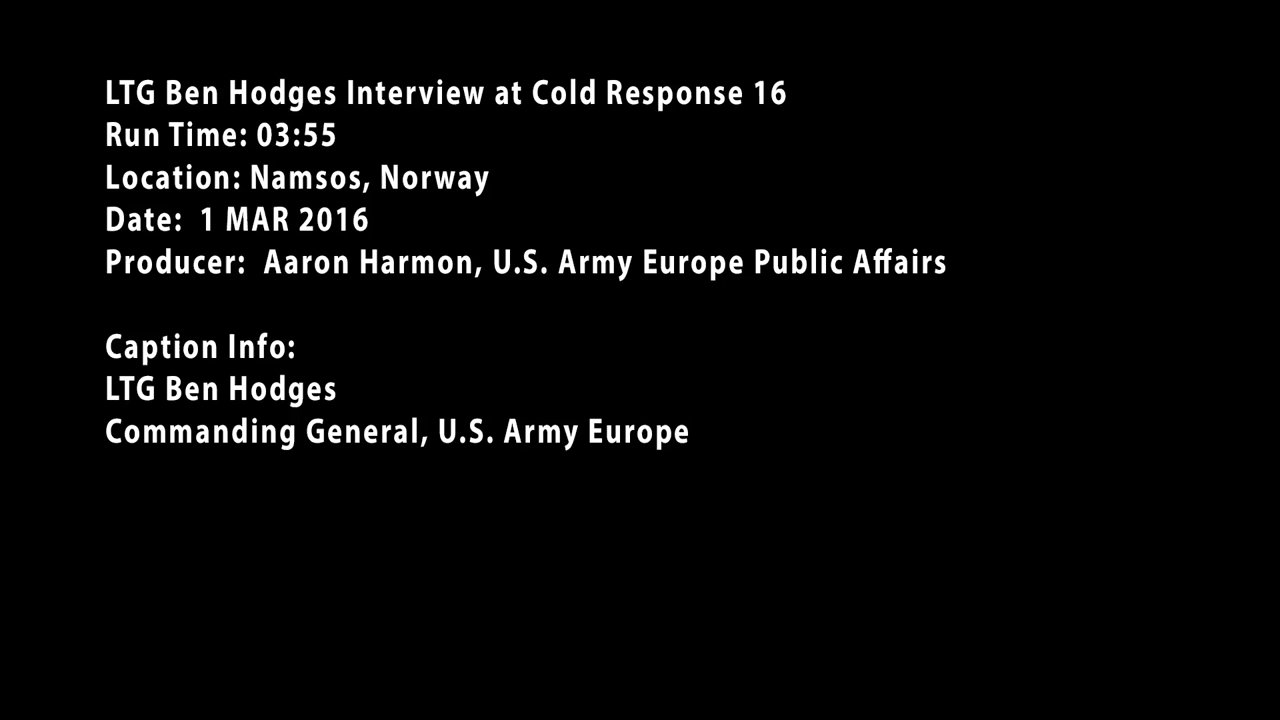 LTG Ben Hodges Interview at Cold Response 16
Run Time: 03:55
Location: Namsos, Norway
Date:  1 MAR 2016
Producer:  Aaron Harmon, U.S. Army Europe Public Affairs
Caption Info:
LTG Ben Hodges
Commanding General, U.S. Army Europe